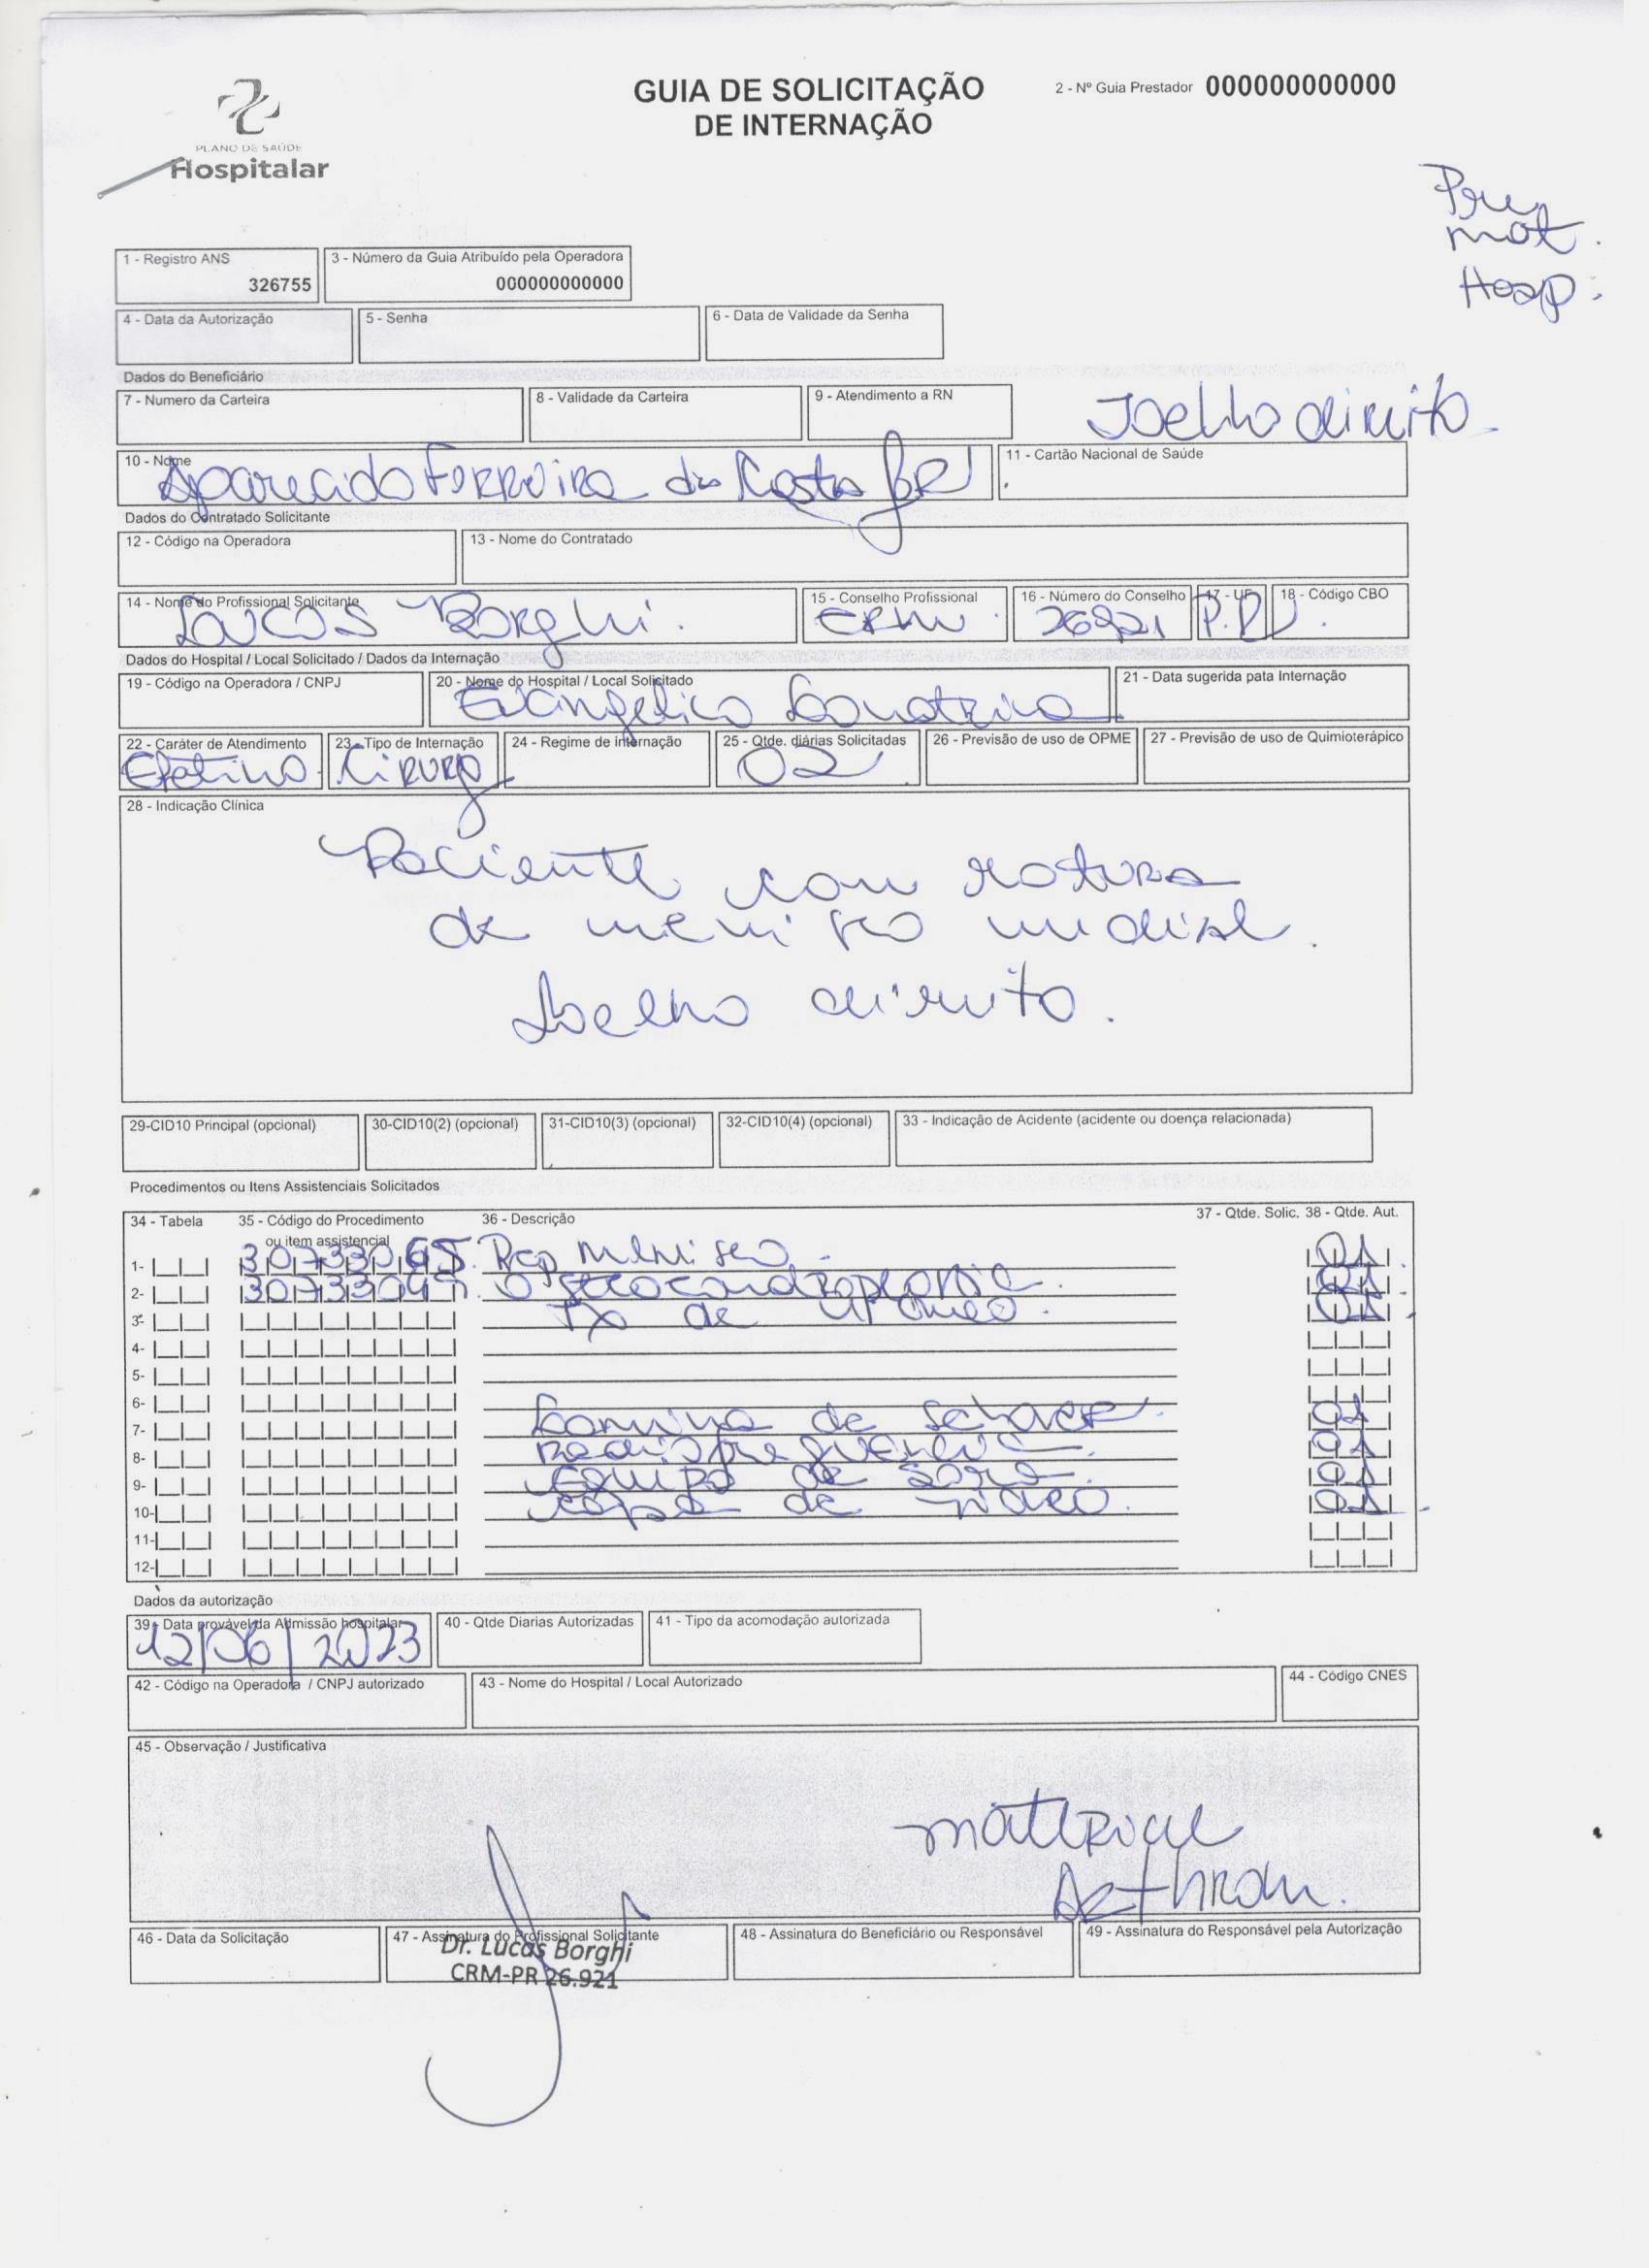 GUIA DE SOLICITAÇÃO
DE INTERNAÇÃO
2 - Nº Guia Prestador 000000000000
PLANO DE SAÚDE
Hospitalar
mat.
Hosp:
1 - Registro ANS
326755
3 - Número da Guia Atribuído pela Operadora
000000000000
4 - Data da Autorização
5 - Senha
6 - Data de Validade da Senha
Dados do Beneficiário
7 - Numero da Carteira
8 - Validade da Carteira
9 - Atendimento a RN
Joelho direito.
10 - Nome
Aparecido Ferreira da Costa
11 - Cartão Nacional de Saúde
Dados do Contratado Solicitante
12 - Código na Operadora
13 - Nome do Contratado
14 - Nome do Profissional Solicitante
Lucas Borghi.
15 - Conselho Profissional
CRM
16 - Número do Conselho
26921
17 - UF
18 - Código CBO
Dados do Hospital / Local Solicitado / Dados da Internação
19 - Código na Operadora / CNPJ
20 - Nome do Hospital / Local Solicitado
Evangelico Londrina
21 - Data sugerida pata Internação
22 - Caráter de Atendimento
Eletivo
23 - Tipo de Internação
24 - Regime de internação
25 - Qtde. diárias Solicitadas
02
26 - Previsão de uso de OPME
27 - Previsão de uso de Quimioterápico
28 - Indicação Clínica
Paciente com rotura
de menisco medial.
Joelho direito.
29-CID10 Principal (opcional)
30-CID10(2) (opcional)
31-CID10(3) (opcional)
32-CID10(4) (opcional)
33 - Indicação de Acidente (acidente ou doença relacionada)
Procedimentos ou Itens Assistenciais Solicitados
34 - Tabela
35 - Código do Procedimento
ou item assistencial
36 - Descrição
37 - Qtde. Solic. 38 - Qtde. Aut.
1- 30733065 Rep menisco 01
2- Osteocondroplastia 01
3- Tx de 01
4-
5-
6-
7- Lamina de Schaver 01
8- Radiofrequencia 01
9- Equipo de Soro 01
10- capa de video 01
11-
12-
Dados da autorização
39 - Data provável da Admissão hospitalar
12/06/2023
40 - Qtde Diarias Autorizadas
41 - Tipo da acomodação autorizada
42 - Código na Operadora / CNPJ autorizado
43 - Nome do Hospital / Local Autorizado
44 - Código CNES
45 - Observação / Justificativa
material
Arthrom.
46 - Data da Solicitação
47 - Assinatura do Profissional Solicitante
Dr. Lucas Borghi
CRM-PR 26.921
48 - Assinatura do Beneficiário ou Responsável
49 - Assinatura do Responsável pela Autorização